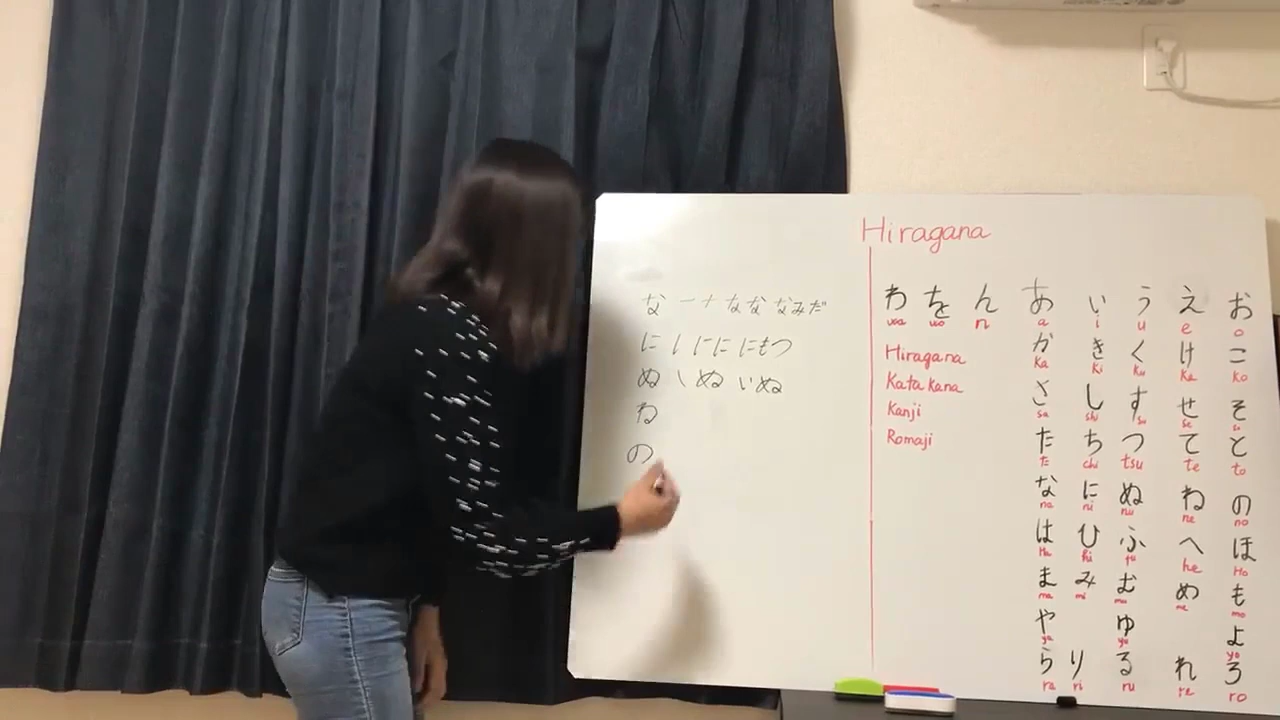 な 一 ナ な な なみだ
に l に に にもつ
ぬ \ ぬ いぬ
ね
の
Hiragana
わ を ん
wa wo n
Hiragana
Katakana
Kanji
Romaji
あ い う え お
a i u e o
か き く け こ
ka ki ku ke ko
さ し す せ そ
sa shi su se so
た ち つ て と
ta chi tsu te to
な に ぬ ね の
na ni nu ne no
は ひ ふ へ ほ
Ha hi fu he Ho
ま み む め も
ma mi mu me mo
や ゆ よ
ya yu yo
ら り る れ ろ
ra ri ru re ro